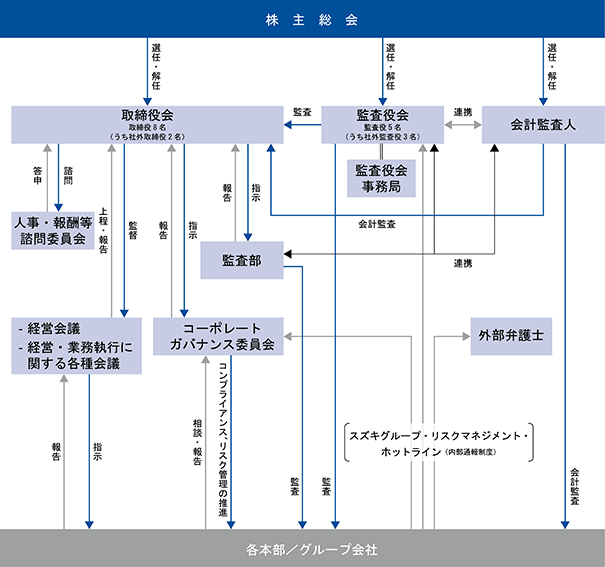 株主総会
選任・解任
選任・解任
選任・解任
取締役会
取締役8名
（うち社外取締役2名）
監査
監査役会
監査役5名
（うち社外監査役3名）
連携
会計監査人
監査役会
事務局
答申
諮問
上程・報告
監督
報告
指示
報告
指示
会計監査
人事・報酬等
諮問委員会
監査部
連携
- 経営会議
- 経営・業務執行に
関する各種会議
コーポレート
ガバナンス委員会
外部弁護士
報告
指示
相談・報告
コンプライアンス、リスク管理の推進
監査
監査
スズキグループ・リスクマネジメント・
ホットライン（内部通報制度）
会計監査
各本部／グループ会社